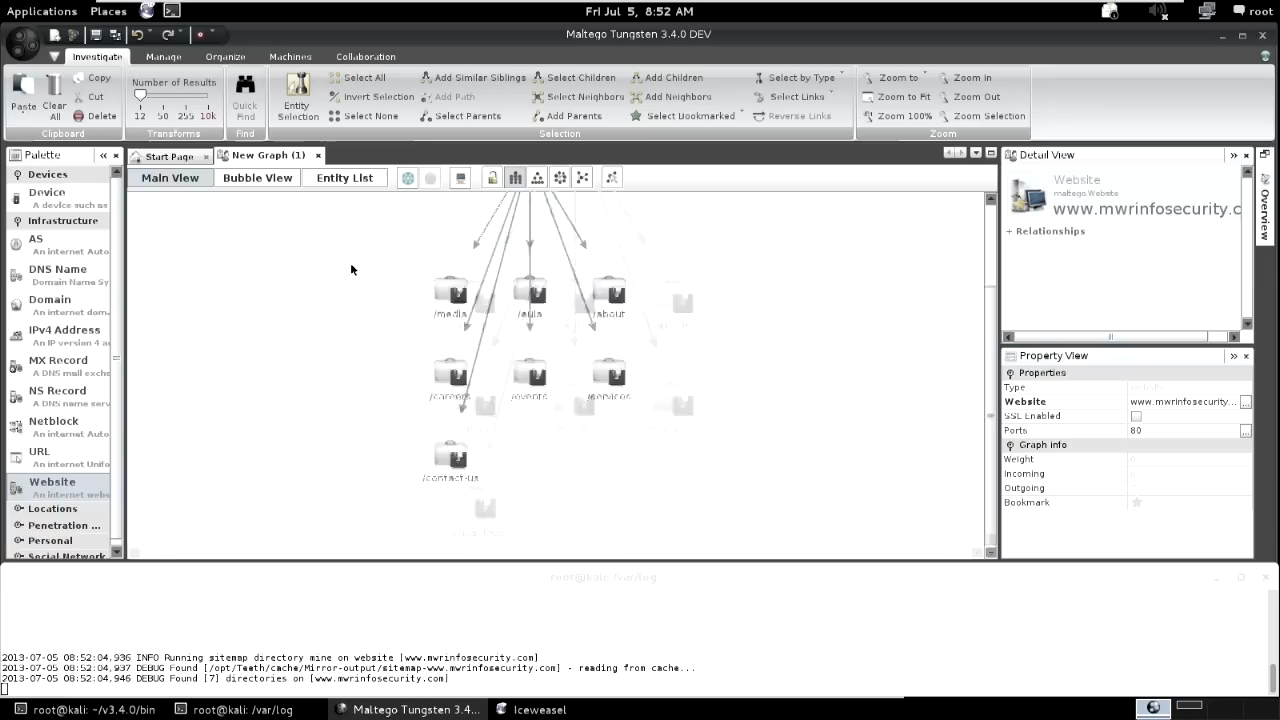 Applications Places Fri Jul 5, 8:52 AM root
Maltego Tungsten 3.4.0 DEV
Investigate Manage Organize Machines Collaboration
Paste Clear All Copy Cut Delete Clipboard
Number of Results 12 50 255 10k Transforms
Quick Find Find
Entity Selection Select All Invert Selection Select None
Add Similar Siblings Add Path Select Parents
Select Children Select Neighbors Add Parents
Add Children Add Neighbors Select Bookmarked
Select by Type Select Links Reverse Links
Selection
Zoom to Zoom to Fit Zoom 100% Zoom In Zoom Out Zoom Selection
Zoom
Palette
Start Page New Graph (1)
Main View Bubble View Entity List
Devices
Device
A device such as
Infrastructure
AS
An internet Auto
DNS Name
Domain Name Sy
Domain
An internet dom
IPv4 Address
An IP version 4 a
MX Record
A DNS mail exch
NS Record
A DNS name serv
Netblock
An internet Auto
URL
An internet Unifo
Website
An internet webs
Locations
Penetration ...
Personal
Social Network
/media /aula /about
/careers /events /services
/contact-us
Detail View
Website
maltego.Website
www.mwrinfosecurity.c
+ Relationships
Overview
Property View
Properties
Type
Website www.mwrinfosecurity...
SSL Enabled
Ports 80
Graph info
Weight
Incoming
Outgoing
Bookmark
root@kali: /var/log
2013-07-05 08:52:04,936 INFO Running sitemap directory mine on website [www.mwrinfosecurity.com]
2013-07-05 08:52:04,937 DEBUG Found [/opt/Teeth/cache/Mirror-output/sitemap-www.mwrinfosecurity.com] - reading from cache...
2013-07-05 08:52:04,946 DEBUG Found [7] directories on [www.mwrinfosecurity.com]
root@kali: ~/v3.4.0/bin root@kali: /var/log Maltego Tungsten 3.4... Iceweasel